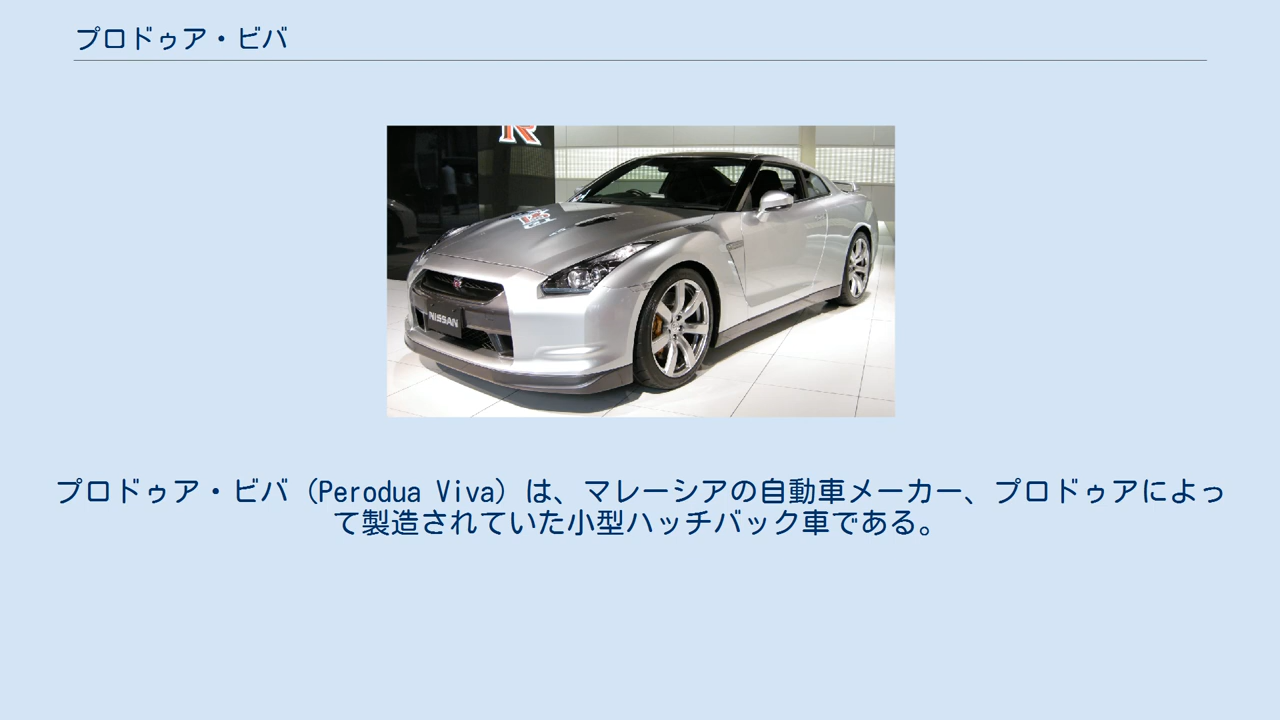 プロドゥア・ビバ
R
NISSAN
プロドゥア・ビバ (Perodua Viva) は、マレーシアの自動車メーカー、プロドゥアによっ
て製造されていた小型ハッチバック車である。